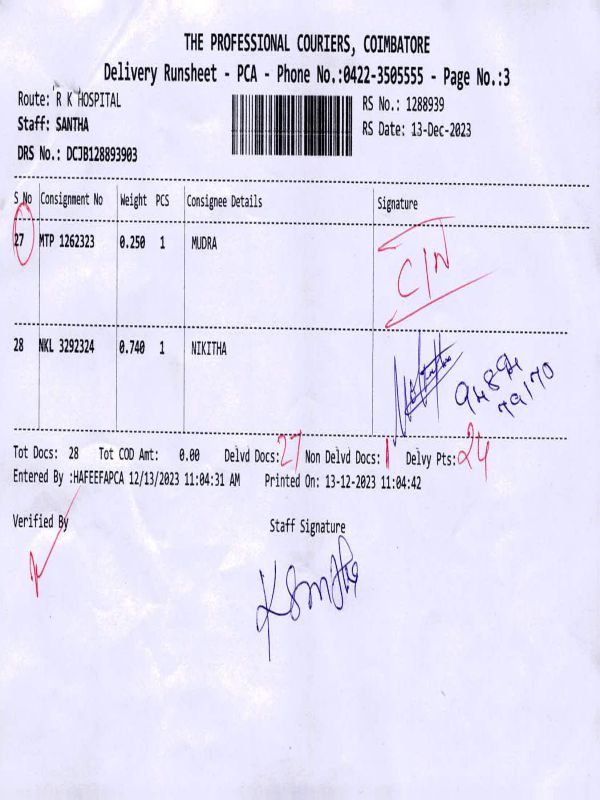 THE PROFESSIONAL COURIERS, COIMBATORE
Delivery Runsheet - PCA - Phone No.:0422-3505555 - Page No.:3
Route: R K HOSPITAL
RS No.: 1288939
Staff: SANTHA
RS Date: 13-Dec-2023
DRS No.: DCJB128893903
S No Consignment No Weight PCS Consignee Details Signature
27 MTP 1262323 0.250 1 MUDRA C/N
28 NKL 3292324 0.740 1 NIKITHA
94894
79170
Tot Docs: 28 Tot COD Amt: 0.00 Delvd Docs: 27 Non Delvd Docs: 1 Delvy Pts: 24
Entered By :HAFEEFAPCA 12/13/2023 11:04:31 AM Printed On: 13-12-2023 11:04:42
Verified By Staff Signature